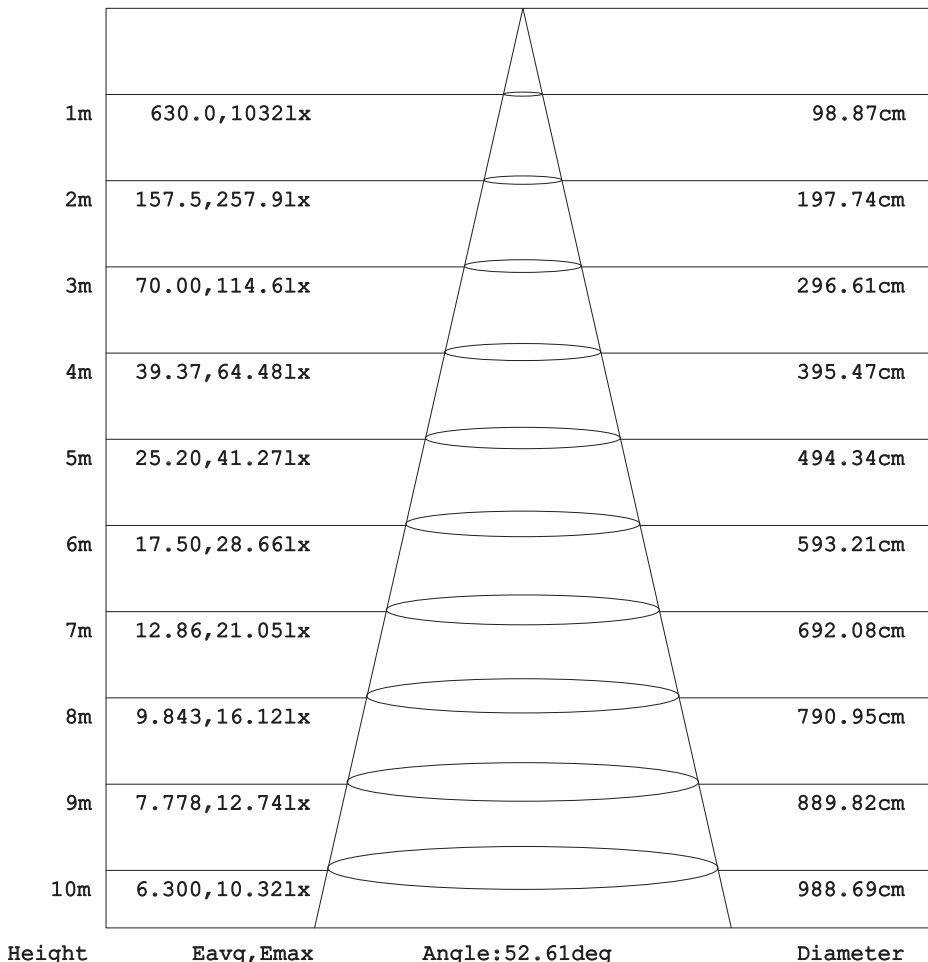 1m 630.0,1032lx 98.87cm
2m 157.5,257.9lx 197.74cm
3m 70.00,114.6lx 296.61cm
4m 39.37,64.48lx 395.47cm
5m 25.20,41.27lx 494.34cm
6m 17.50,28.66lx 593.21cm
7m 12.86,21.05lx 692.08cm
8m 9.843,16.12lx 790.95cm
9m 7.778,12.74lx 889.82cm
10m 6.300,10.32lx 988.69cm
Height Eavg,Emax Angle:52.61deg Diameter